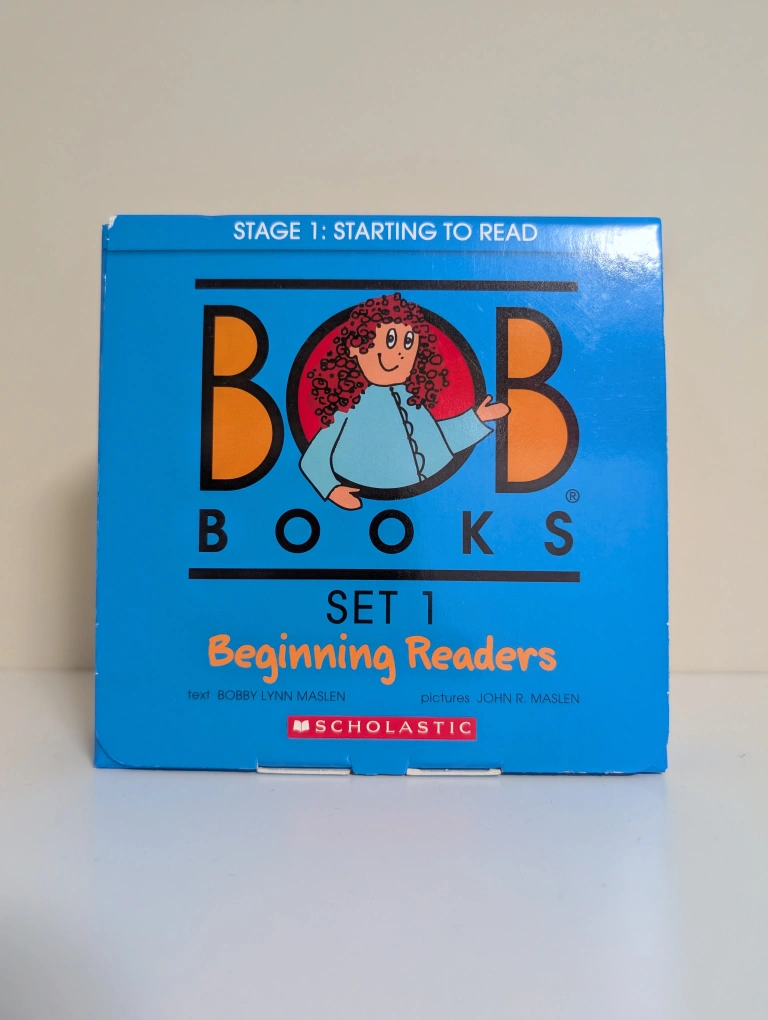 STAGE 1: STARTING TO READ
BOB
®
BOOKS
SET 1
Beginning Readers
text BOBBY LYNN MASLEN pictures JOHN R. MASLEN
SCHOLASTIC